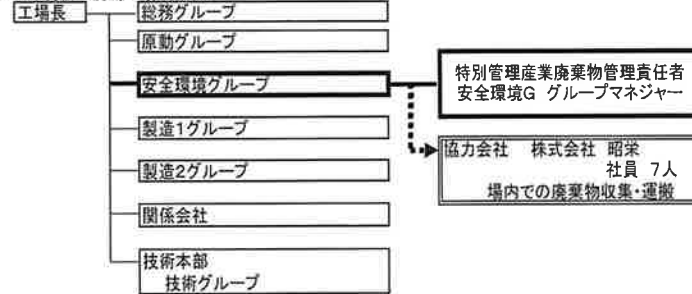 工場長
総務グループ
原動グループ
安全環境グループ
特別管理産業廃棄物管理責任者
安全環境G グループマネジャー
製造1グループ
協力会社 株式会社 昭栄
社員 7人
場内での廃棄物収集・運搬
製造2グループ
関係会社
技術本部
技術グループ